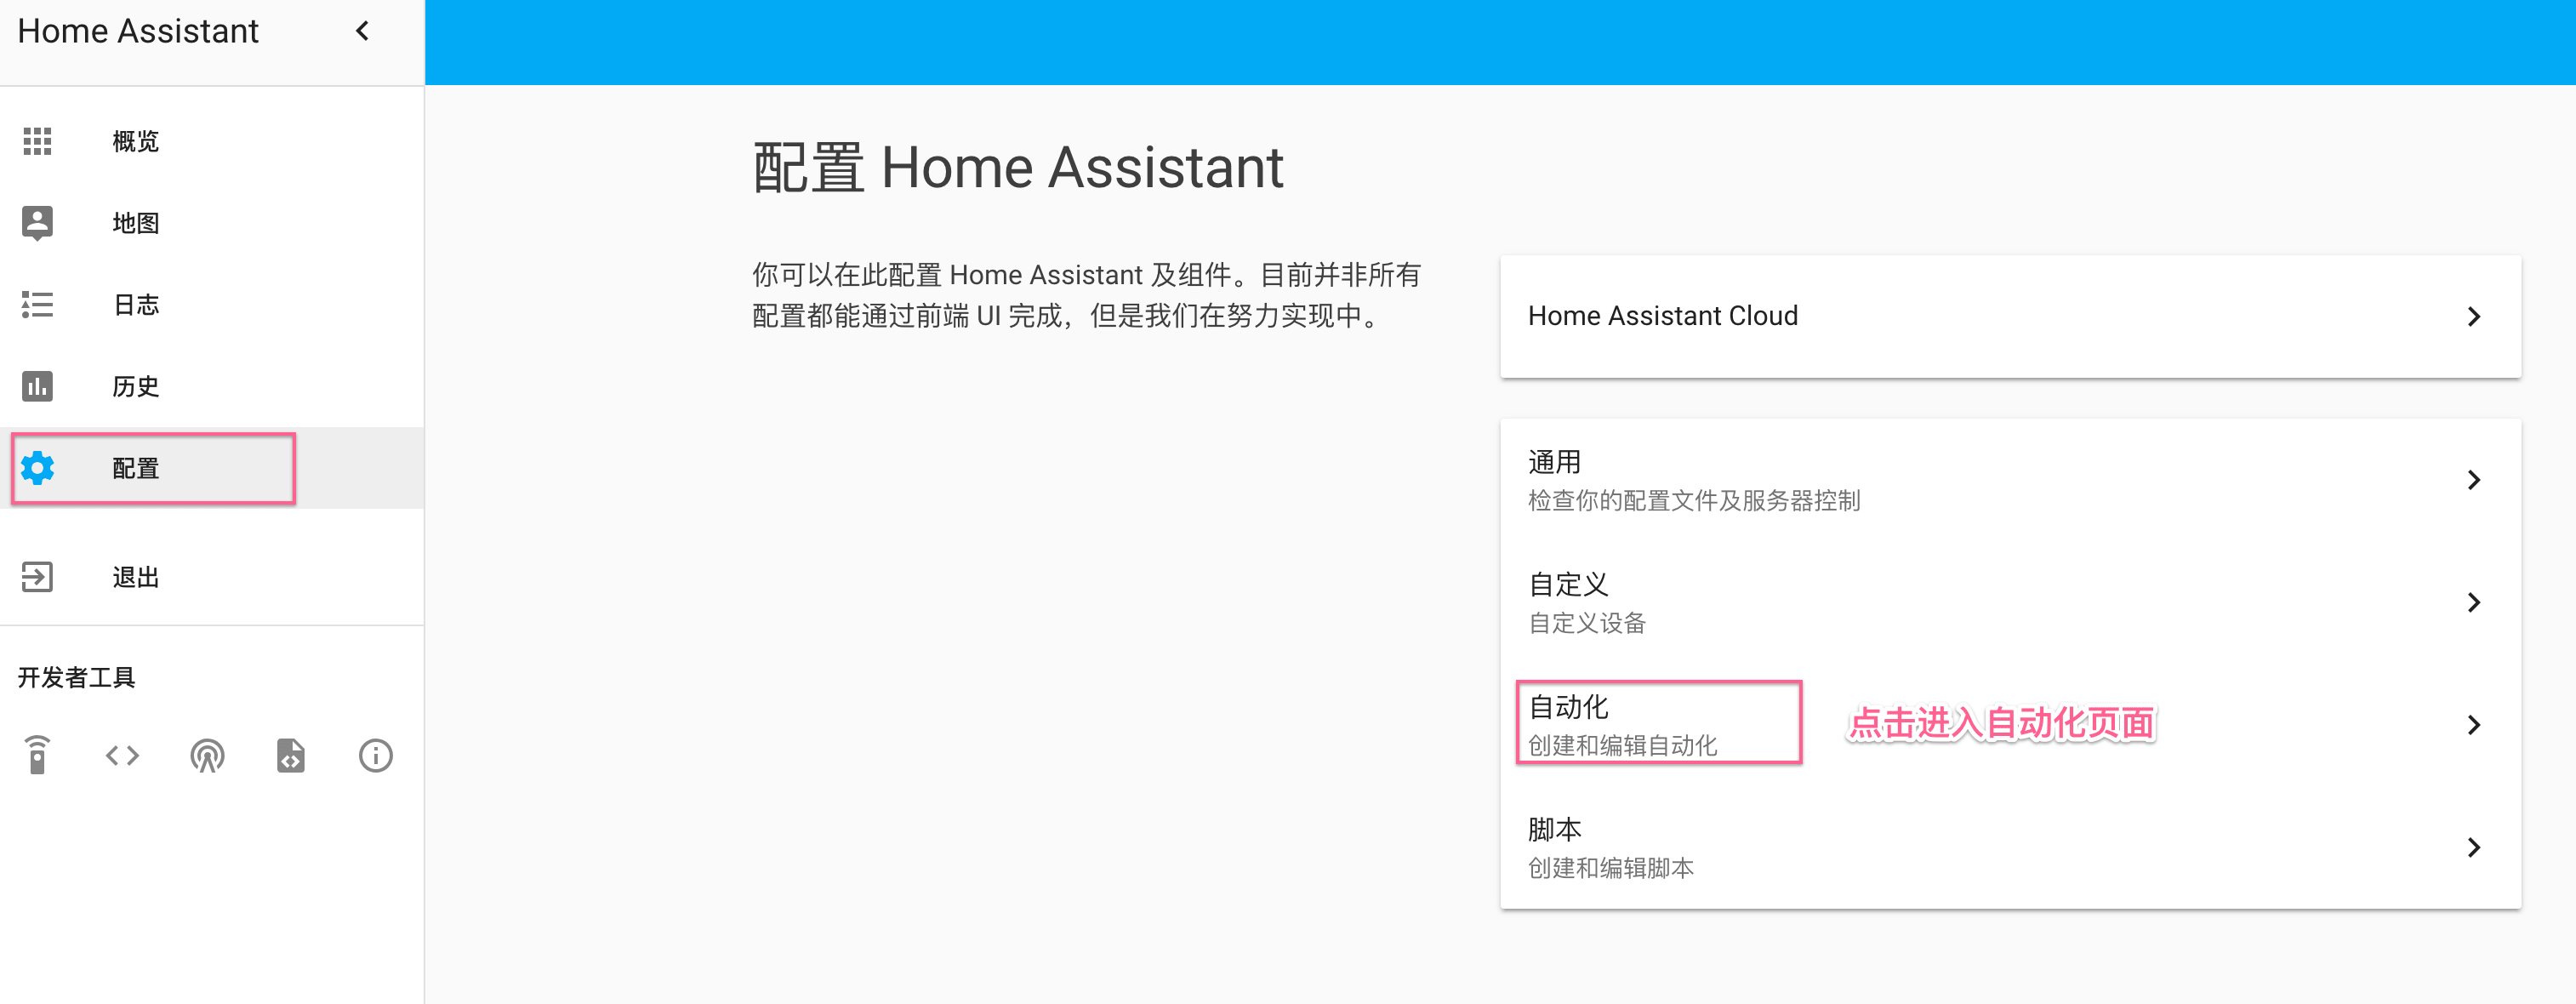 Home Assistant
概览
地图
日志
历史
配置
退出
开发者工具
配置 Home Assistant
你可以在此配置 Home Assistant 及组件。目前并非所有
配置都能通过前端 UI 完成，但是我们在努力实现中。
Home Assistant Cloud
通用
检查你的配置文件及服务器控制
自定义
自定义设备
自动化
创建和编辑自动化
点击进入自动化页面
脚本
创建和编辑脚本